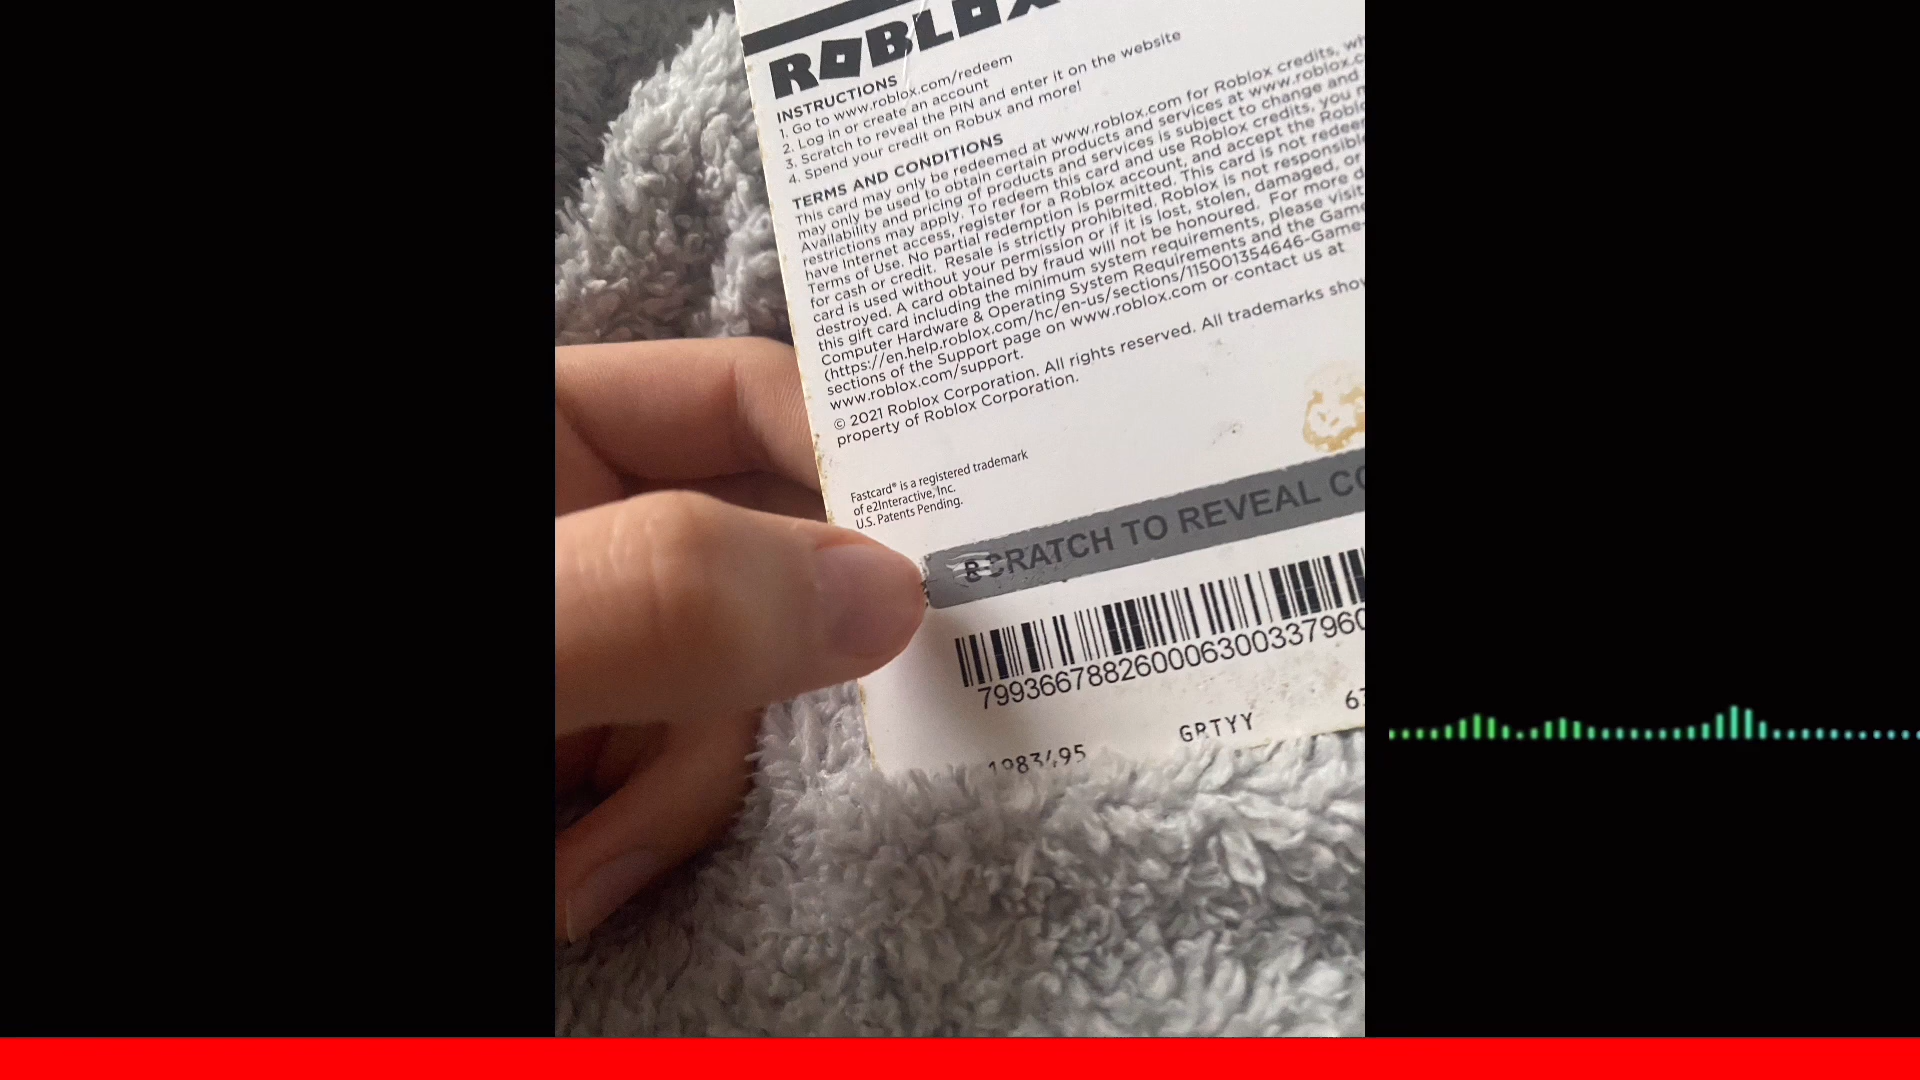 ROBLOX
INSTRUCTIONS
1. Go to www.roblox.com/redeem
2. Log in or create an account
3. Scratch to reveal the PIN and enter it on the website
4. Spend your credit on Robux and more!
TERMS AND CONDITIONS
This card may only be redeemed at www.roblox.com for Roblox credits, wh
may only be used to obtain certain products and services at www.roblox.c
Availability and pricing of products and services is subject to change and
restrictions may apply. To redeem this card and use Roblox credits, you m
have Internet access, register for a Roblox account, and accept the Roblo
Terms of Use. No partial redemption is permitted. This card is not redeem
for cash or credit. Resale is strictly prohibited. Roblox is not responsible
card is used without your permission or if it is lost, stolen, damaged, or
destroyed. A card obtained by fraud will not be honoured. For more d
this gift card including the minimum system requirements, please visit
Computer Hardware & Operating System Requirements and the Game
(https://en.help.roblox.com/hc/en-us/sections/115001354646-Game-
sections of the Support page on www.roblox.com or contact us at
www.roblox.com/support.
© 2021 Roblox Corporation. All rights reserved. All trademarks show
property of Roblox Corporation.
Fastcard® is a registered trademark
of e2Interactive, Inc.
U.S. Patents Pending.
SCRATCH TO REVEAL CO
799366788260006300337960
GRTYY
1983495